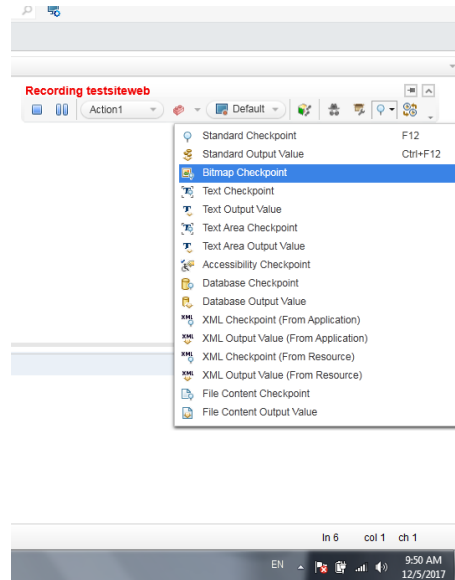 Recording testsiteweb
Action1 Default
Standard Checkpoint F12
Standard Output Value Ctrl+F12
Bitmap Checkpoint
Text Checkpoint
Text Output Value
Text Area Checkpoint
Text Area Output Value
Accessibility Checkpoint
Database Checkpoint
Database Output Value
XML Checkpoint (From Application)
XML Output Value (From Application)
XML Checkpoint (From Resource)
XML Output Value (From Resource)
File Content Checkpoint
File Content Output Value
ln 6 col 1 ch 1
EN 9:50 AM
12/5/2017